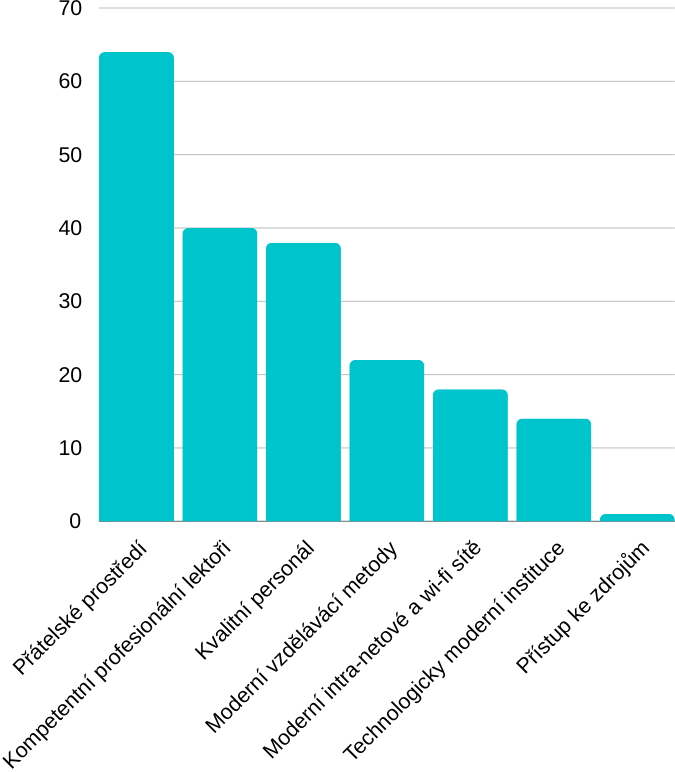 70
60
50
40
30
20
10
0
Přátelské prostředí
Kompetentní profesionální lektoři
Kvalitní personál
Moderní vzdělávácí metody
Moderní intra-netové a wi-fi sítě
Technologicky moderní instituce
Přístup ke zdrojům